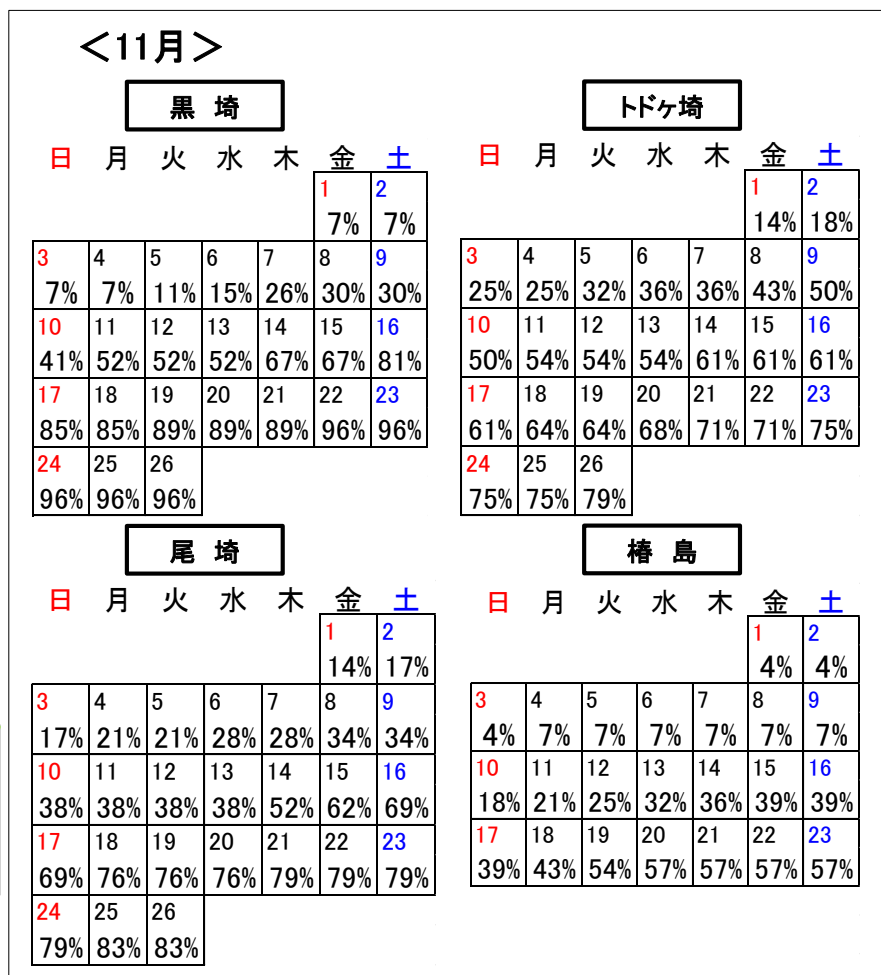 ＜11月＞
黒 埼
日 月 火 水 木 金 土
1 2
7% 7%
3 4 5 6 7 8 9
7% 7% 11% 15% 26% 30% 30%
10 11 12 13 14 15 16
41% 52% 52% 52% 67% 67% 81%
17 18 19 20 21 22 23
85% 85% 89% 89% 89% 96% 96%
24 25 26
96% 96% 96%
トドヶ埼
日 月 火 水 木 金 土
1 2
14% 18%
3 4 5 6 7 8 9
25% 25% 32% 36% 36% 43% 50%
10 11 12 13 14 15 16
50% 54% 54% 54% 61% 61% 61%
17 18 19 20 21 22 23
61% 64% 64% 68% 71% 71% 75%
24 25 26
75% 75% 79%
尾 埼
日 月 火 水 木 金 土
1 2
14% 17%
3 4 5 6 7 8 9
17% 21% 21% 28% 28% 34% 34%
10 11 12 13 14 15 16
38% 38% 38% 38% 52% 62% 69%
17 18 19 20 21 22 23
69% 76% 76% 76% 79% 79% 79%
24 25 26
79% 83% 83%
椿 島
日 月 火 水 木 金 土
1 2
4% 4%
3 4 5 6 7 8 9
4% 7% 7% 7% 7% 7% 7%
10 11 12 13 14 15 16
18% 21% 25% 32% 36% 39% 39%
17 18 19 20 21 22 23
39% 43% 54% 57% 57% 57% 57%